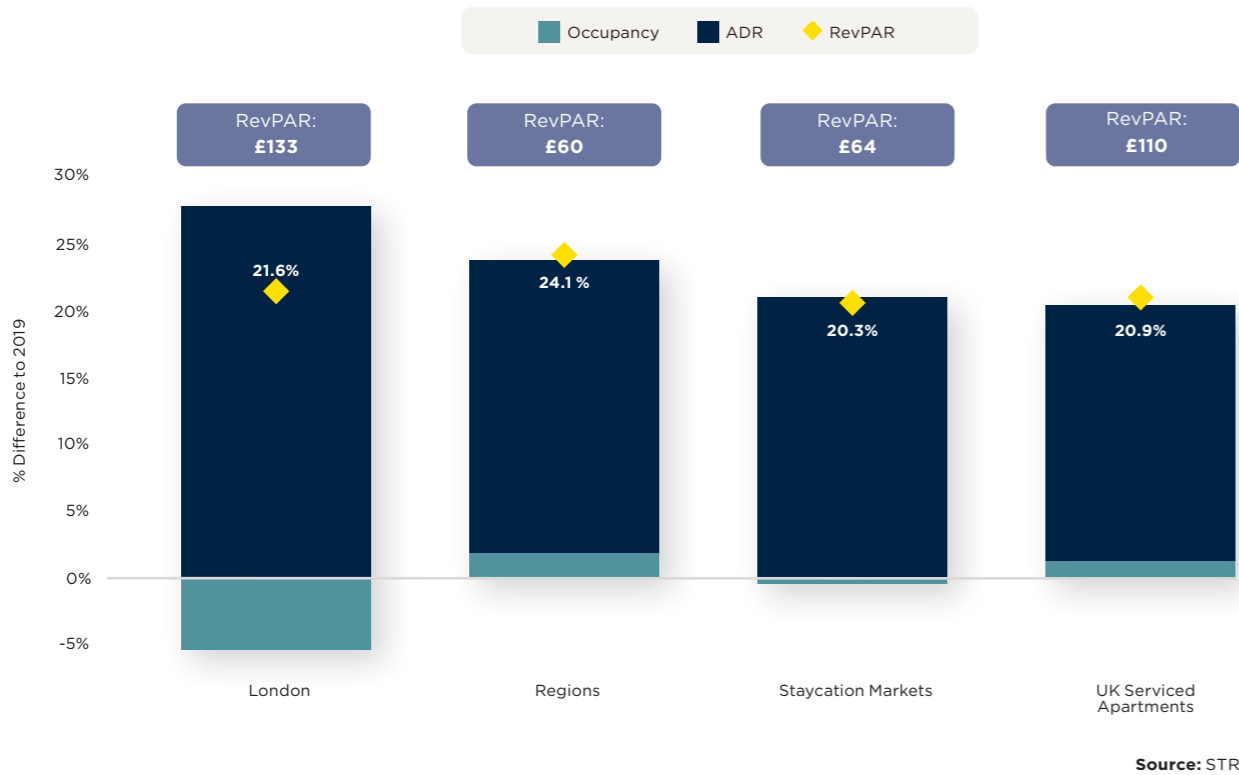 Occupancy
ADR
RevPAR
RevPAR:
£133
RevPAR:
£60
RevPAR:
£64
RevPAR:
£110
30%
25%
20%
15%
10%
5%
0%
-5%
% Difference to 2019
21.6%
24.1 %
20.3%
20.9%
London
Regions
Staycation Markets
UK Serviced
Apartments
Source: STR